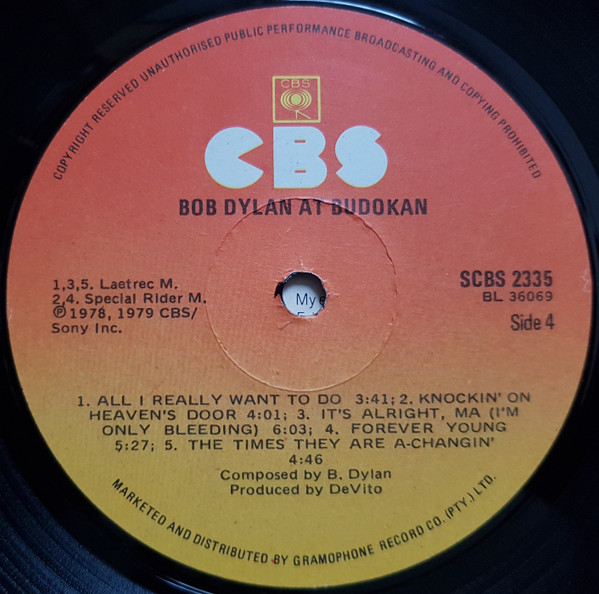 COPYRIGHT RESERVED UNAUTHORISED PUBLIC PERFORMANCE BROADCASTING AND COPYING PROHIBITED
CBS
CBS
BOB DYLAN AT BUDOKAN
1,3,5. Laetrec M.
2,4. Special Rider M.
℗1978, 1979 CBS/
Sony Inc.
SCBS 2335
BL 36069
Side 4
My
1. ALL I REALLY WANT TO DO 3:41; 2. KNOCKIN' ON
HEAVEN'S DOOR 4:01; 3. IT'S ALRIGHT, MA (I'M
ONLY BLEEDING) 6:03; 4. FOREVER YOUNG
5:27; 5. THE TIMES THEY ARE A-CHANGIN'
4:46
Composed by B. Dylan
Produced by DeVito
MARKETED AND DISTRIBUTED BY GRAMOPHONE RECORD CO. (PTY.) LTD.